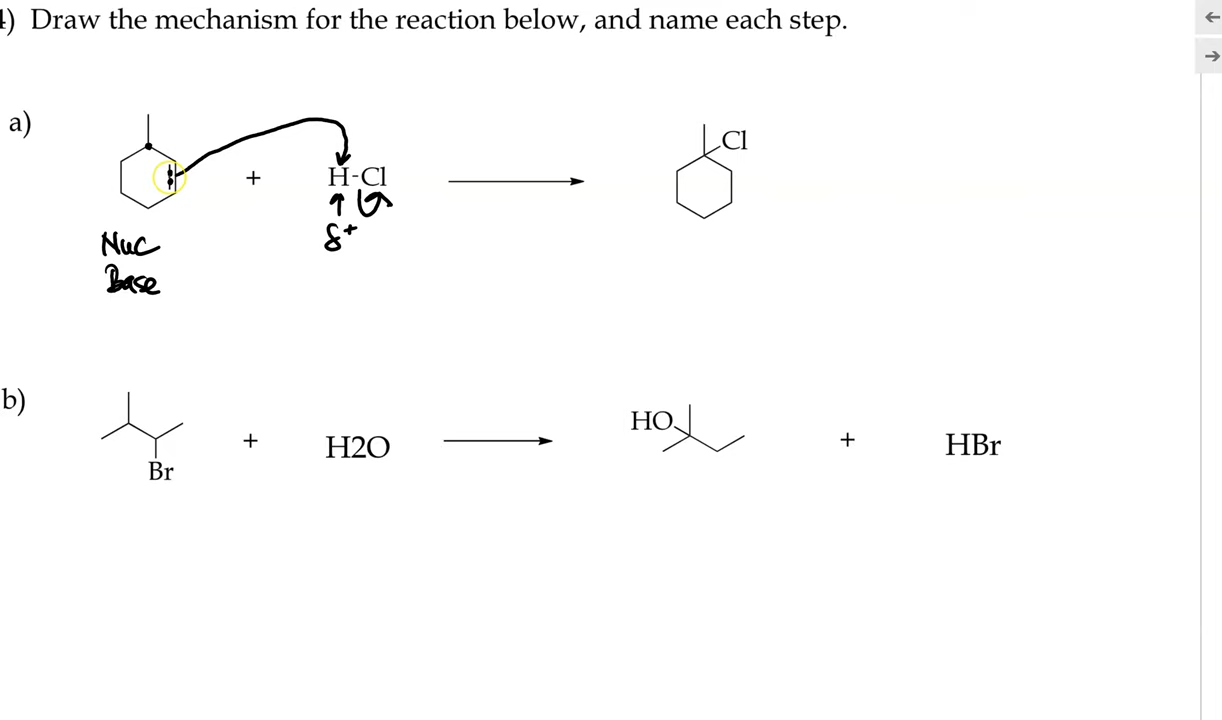 4) Draw the mechanism for the reaction below, and name each step.
a)
+
H-Cl
Cl
δ+
Nuc
Base
b)
Br
+
H2O
HO
+
HBr